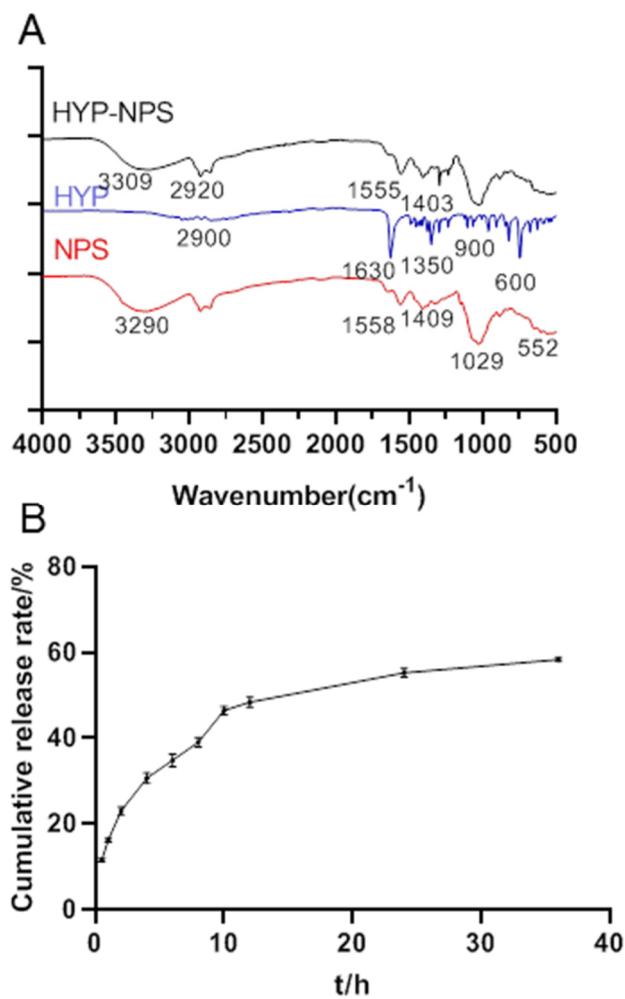 A
HYP-NPS
3309 2920 1555 1403
HYP
2900 1630 1350 900 600
NPS
3290 1558 1409 1029 552
4000 3500 3000 2500 2000 1500 1000 500
Wavenumber(cm-1)
B
Cumulative release rate/%
80
60
40
20
0
0 10 20 30 40
t/h